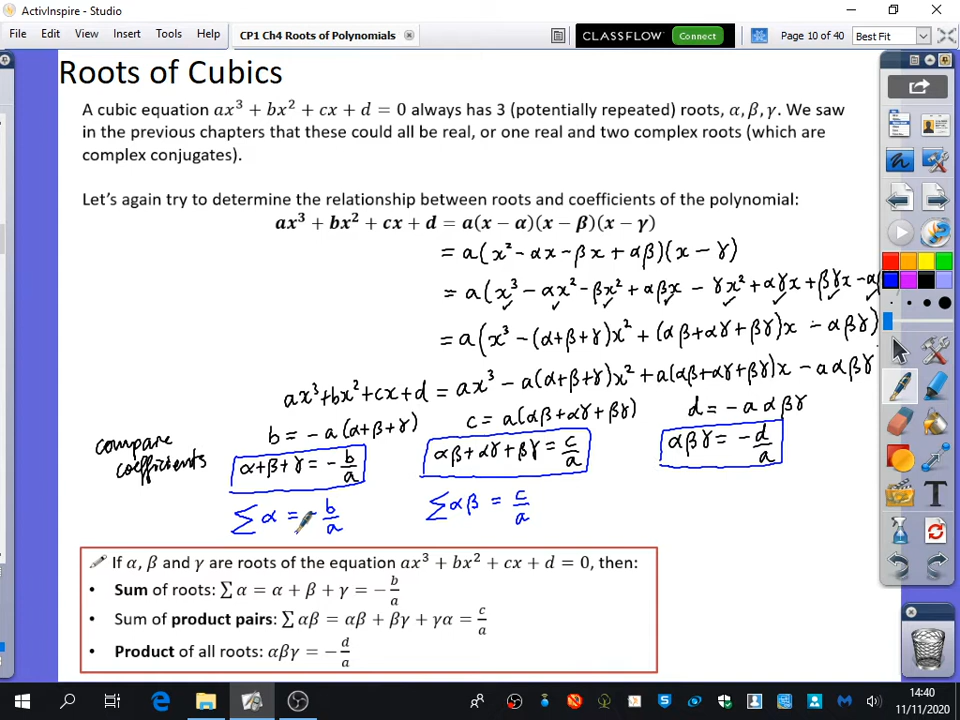 ActivInspire - Studio
File Edit View Insert Tools Help CP1 Ch4 Roots of Polynomials CLASSFLOW Connect Page 10 of 40 Best Fit
Roots of Cubics
A cubic equation ax³ + bx² + cx + d = 0 always has 3 (potentially repeated) roots, α, β, γ. We saw
in the previous chapters that these could all be real, or one real and two complex roots (which are
complex conjugates).
Let's again try to determine the relationship between roots and coefficients of the polynomial:
ax³ + bx² + cx + d = a(x − α)(x − β)(x − γ)
= a(x² − αx − βx + αβ)(x − γ)
= a(x³ − αx² − βx² + αβx − γx² + αγx + βγx − α
= a(x³ − (α+β+γ)x² + (αβ+αγ+βγ)x − αβγ)
ax³+bx²+cx+d = ax³ − a(α+β+γ)x² + a(αβ+αγ+βγ)x − aαβγ
compare coefficients
b = −a(α+β+γ) c = a(αβ+αγ+βγ) d = −aαβγ
α+β+γ = −b/a αβ+αγ+βγ = c/a αβγ = −d/a
∑α = −b/a ∑αβ = c/a
If α, β and γ are roots of the equation ax³ + bx² + cx + d = 0, then:
• Sum of roots: ∑ α = α + β + γ = −b/a
• Sum of product pairs: ∑ αβ = αβ + βγ + γα = c/a
• Product of all roots: αβγ = −d/a
14:40
11/11/2020